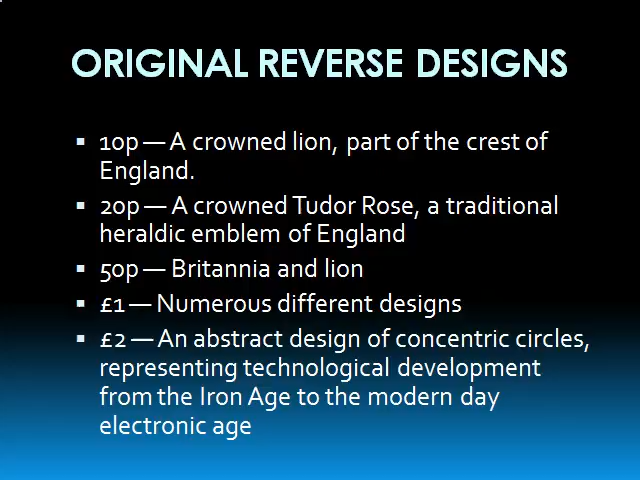 ORIGINAL REVERSE DESIGNS
▪ 10p — A crowned lion, part of the crest of
England.
▪ 20p — A crowned Tudor Rose, a traditional
heraldic emblem of England
▪ 50p — Britannia and lion
▪ £1 — Numerous different designs
▪ £2 — An abstract design of concentric circles,
representing technological development
from the Iron Age to the modern day
electronic age